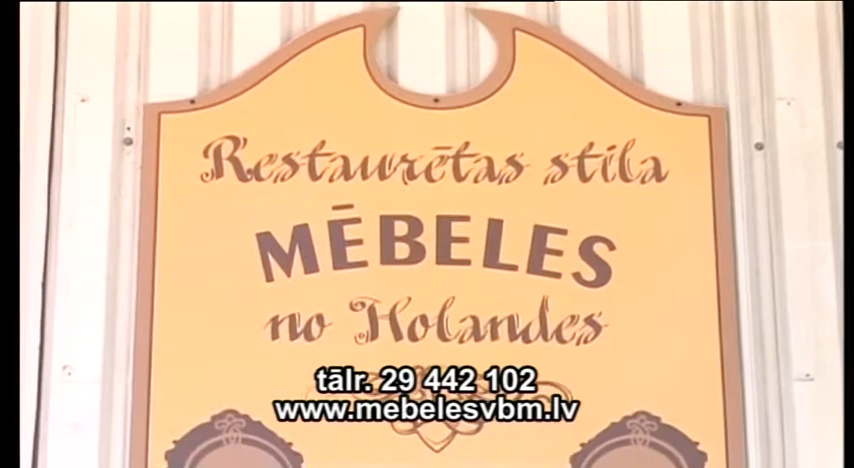 Restaurētas stila
MĒBELES
no Holandes
tālr. 29 442 102
www.mebelesvbm.lv